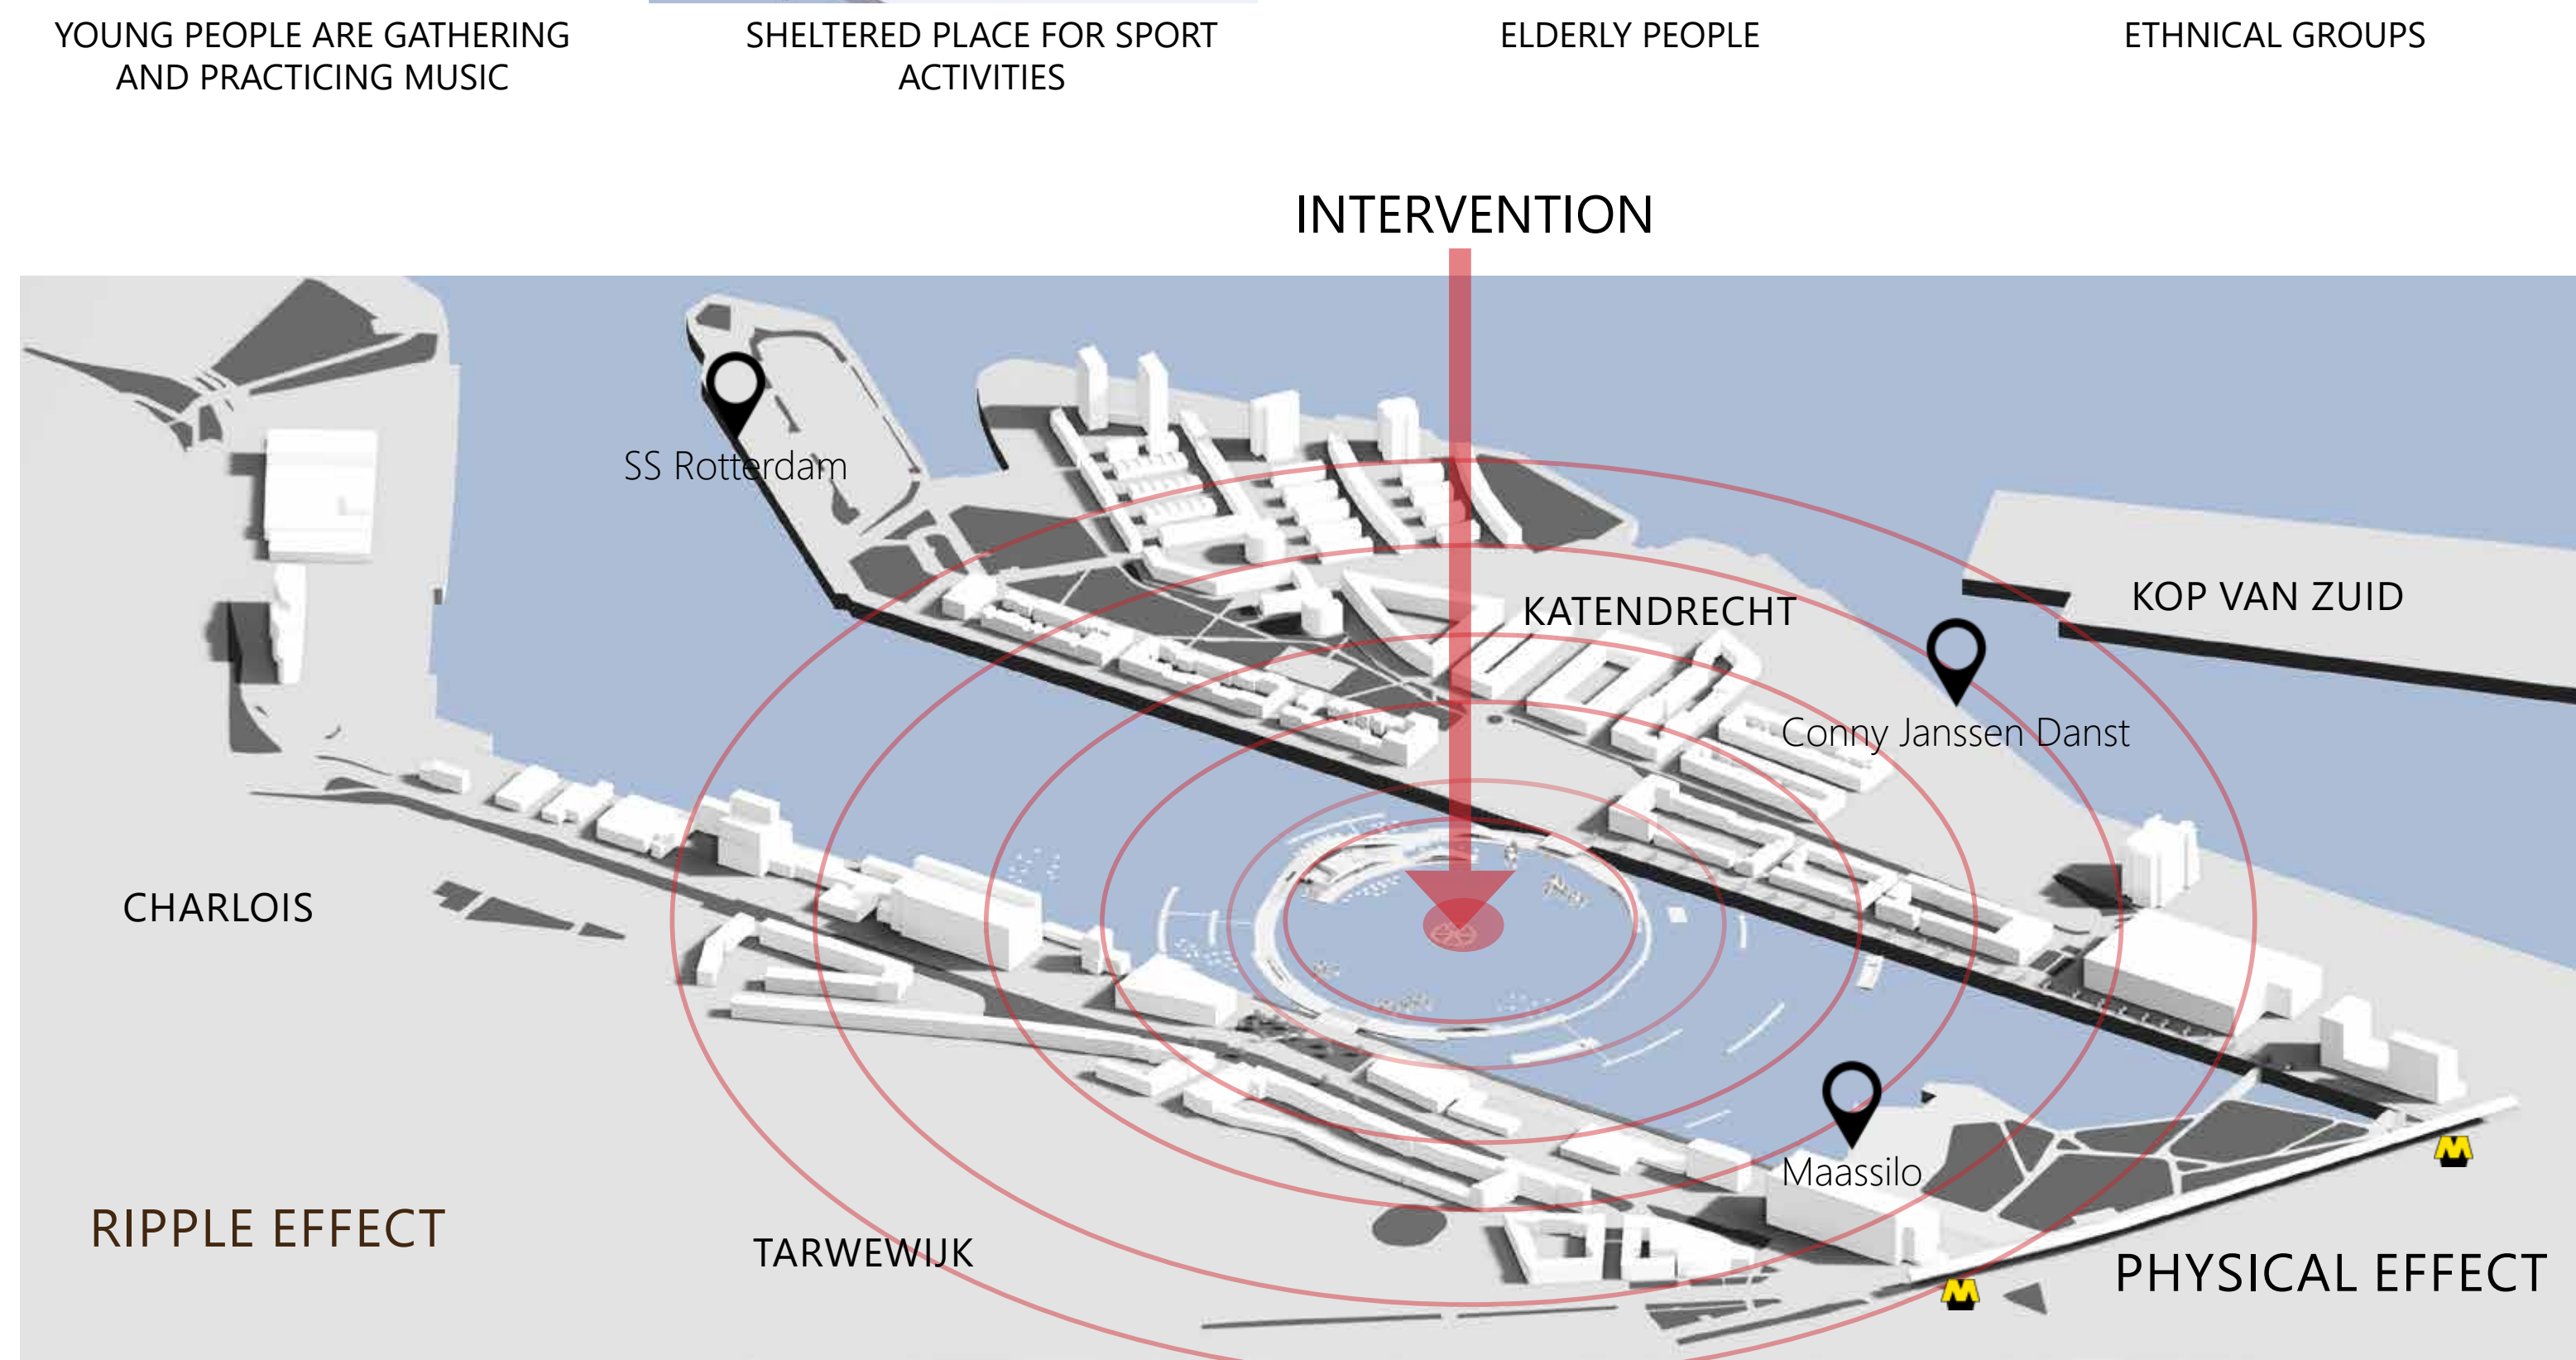 YOUNG PEOPLE ARE GATHERING
AND PRACTICING MUSIC
SHELTERED PLACE FOR SPORT
ACTIVITIES
ELDERLY PEOPLE
ETHNICAL GROUPS
INTERVENTION
SS Rotterdam
KATENDRECHT
KOP VAN ZUID
Conny Janssen Danst
CHARLOIS
Maassilo
M
RIPPLE EFFECT
TARWEWIJK
PHYSICAL EFFECT
M